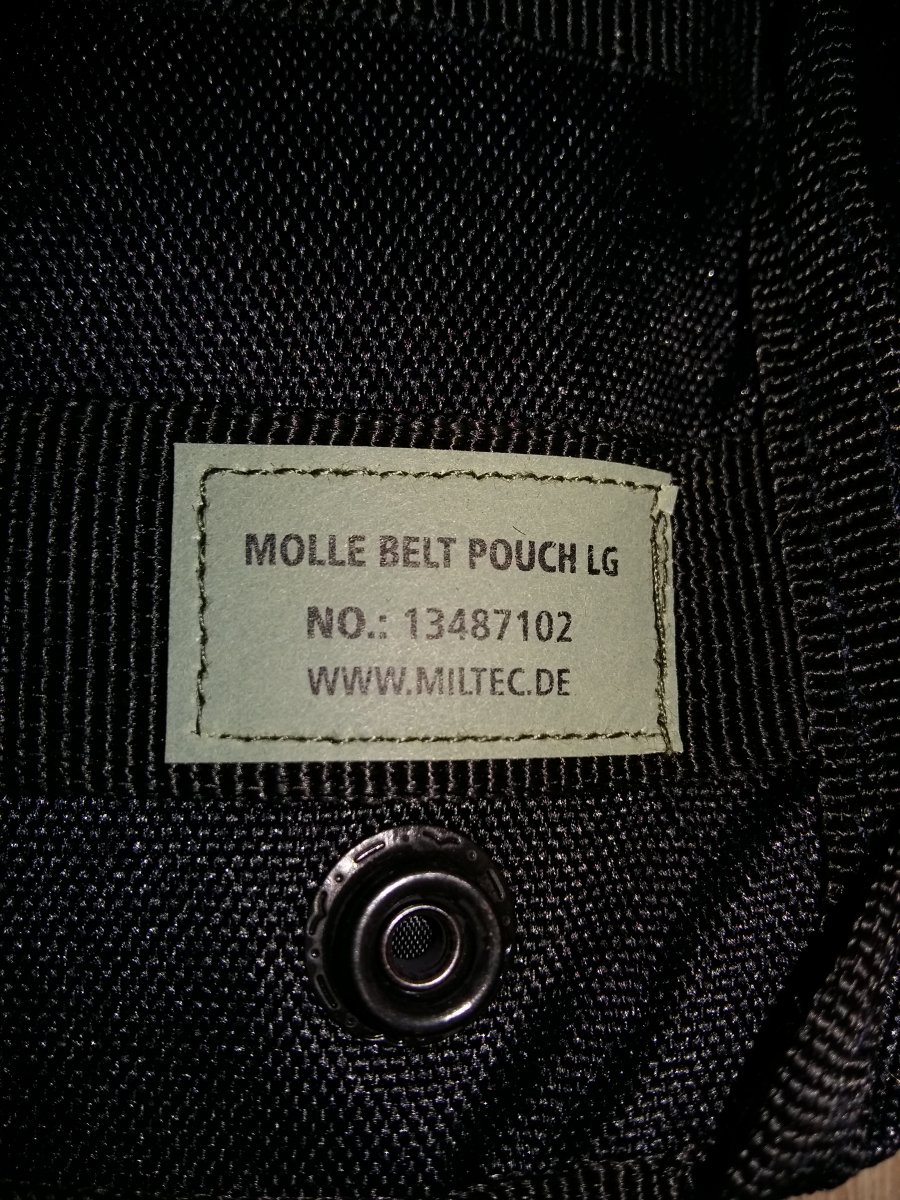 MOLLE BELT POUCH LG
NO.: 13487102
WWW.MILTEC.DE